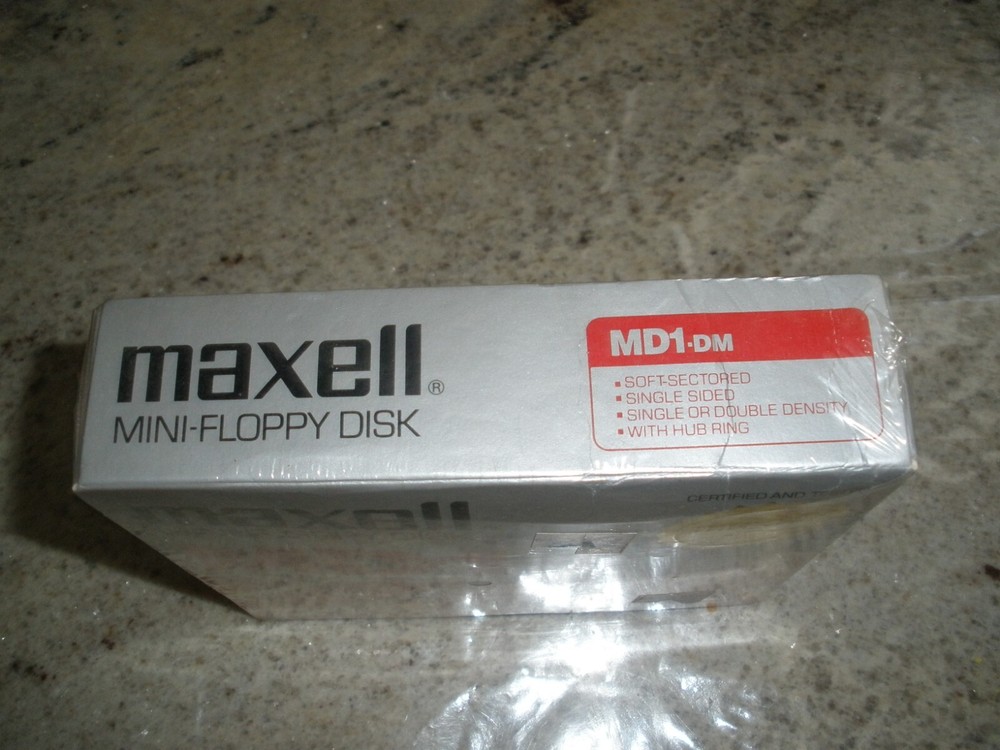 maxell®
MINI-FLOPPY DISK
MD1-DM
▪ SOFT-SECTORED
▪ SINGLE SIDED
▪ SINGLE OR DOUBLE DENSITY
▪ WITH HUB RING
maxell
CERTIFIED AND